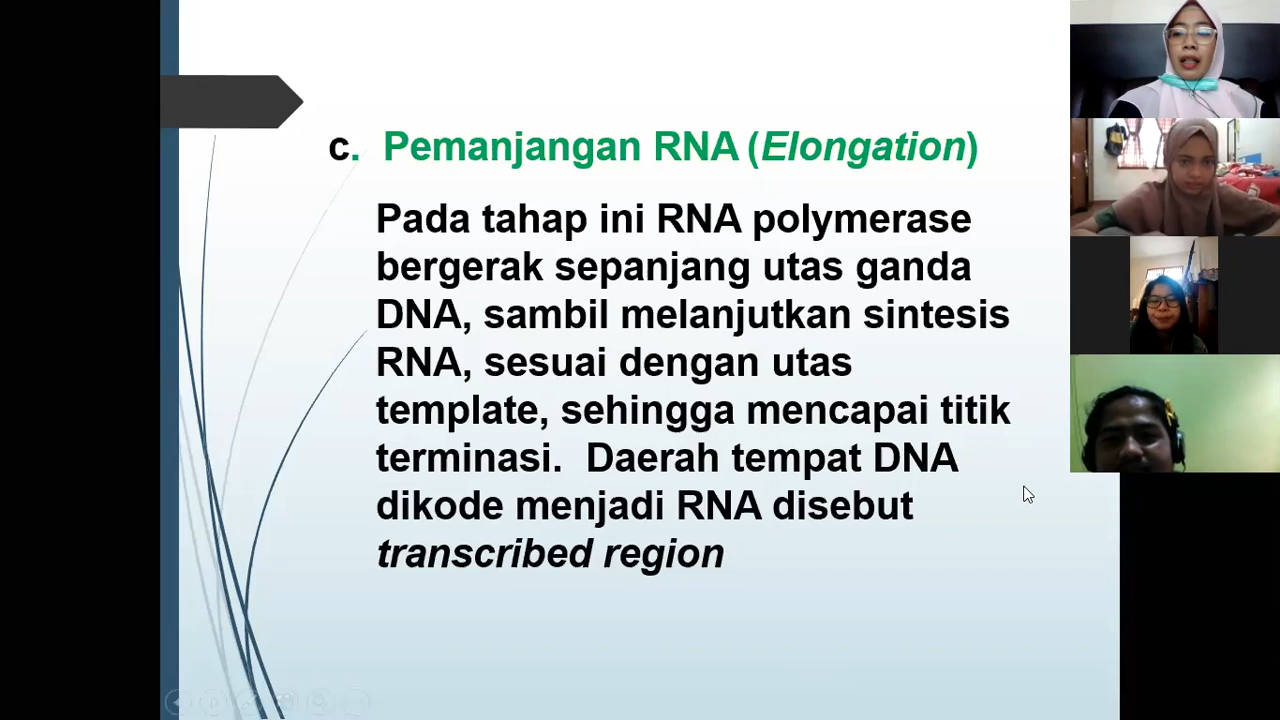 c. Pemanjangan RNA (Elongation)
Pada tahap ini RNA polymerase
bergerak sepanjang utas ganda
DNA, sambil melanjutkan sintesis
RNA, sesuai dengan utas
template, sehingga mencapai titik
terminasi. Daerah tempat DNA
dikode menjadi RNA disebut
transcribed region